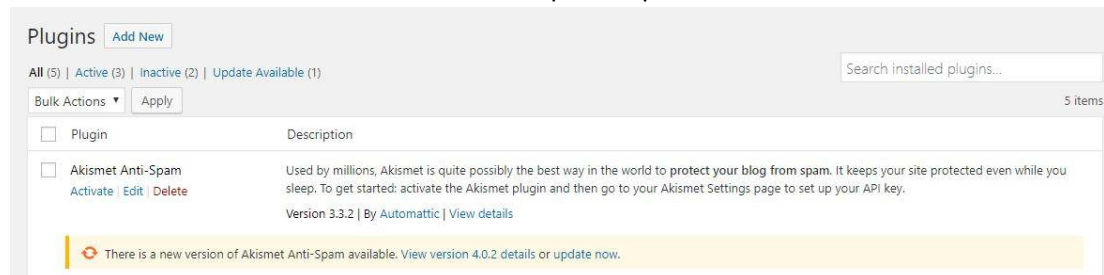 Plugins Add New
All (5) | Active (3) | Inactive (2) | Update Available (1)
Search installed plugins...
Bulk Actions ▼ Apply
5 items
Plugin Description
Akismet Anti-Spam
Activate | Edit | Delete
Used by millions, Akismet is quite possibly the best way in the world to protect your blog from spam. It keeps your site protected even while you
sleep. To get started: activate the Akismet plugin and then go to your Akismet Settings page to set up your API key.
Version 3.3.2 | By Automattic | View details
There is a new version of Akismet Anti-Spam available. View version 4.0.2 details or update now.